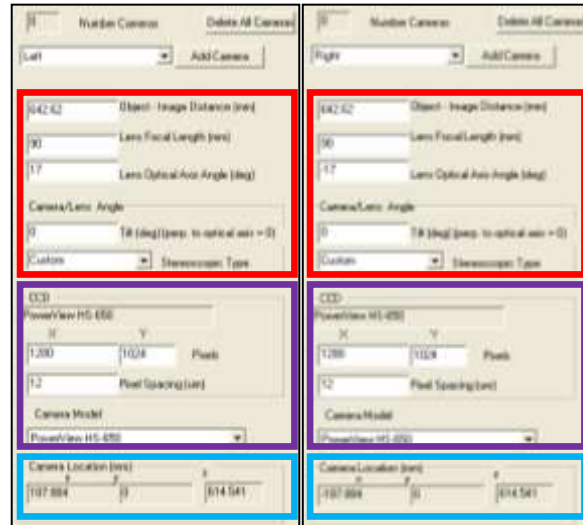 Number Cameras Delete All Cameras
Left Add Camera
642.62 Object - Image Distance (mm)
90 Lens Focal Length (mm)
17 Lens Optical Axis Angle (deg)
Camera/Lens Angle
0 Tilt (deg) (perp. to optical axis = 0)
Custom Stereoscopic Type
CCD
PowerView HS-650
X Y
1280 1024 Pixels
12 Pixel Spacing (um)
Camera Model
PowerView HS-650
Camera Location (mm)
x y z
187.884 0 614.541
Number Cameras Delete All Cameras
Right Add Camera
642.62 Object - Image Distance (mm)
90 Lens Focal Length (mm)
-17 Lens Optical Axis Angle (deg)
Camera/Lens Angle
0 Tilt (deg) (perp. to optical axis = 0)
Custom Stereoscopic Type
CCD
PowerView HS-650
X Y
1280 1024 Pixels
12 Pixel Spacing (um)
Camera Model
PowerView HS-650
Camera Location (mm)
x y z
-187.884 0 614.541